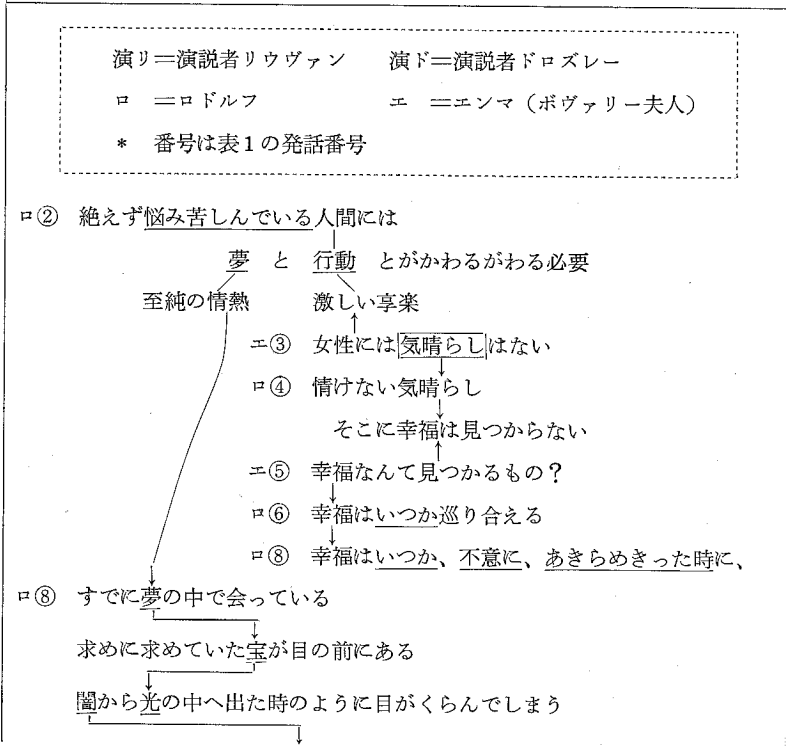 演リ＝演説者リウヴァン　演ド＝演説者ドロズレー
ロ　＝ロドルフ　エ　＝エンマ（ボヴァリー夫人）
＊　番号は表１の発話番号
ロ②　絶えず悩み苦しんでいる人間には
夢　と　行動　とがかわるがわる必要
至純の情熱　激しい享楽
エ③　女性には気晴らしはない
ロ④　情けない気晴らし
そこに幸福は見つからない
エ⑤　幸福なんて見つかるもの？
ロ⑥　幸福はいつか巡り合える
ロ⑧　幸福はいつか、不意に、あきらめきった時に、
ロ⑧　すでに夢の中で会っている
求めに求めていた宝が目の前にある
闇から光の中へ出た時のように目がくらんでしまう